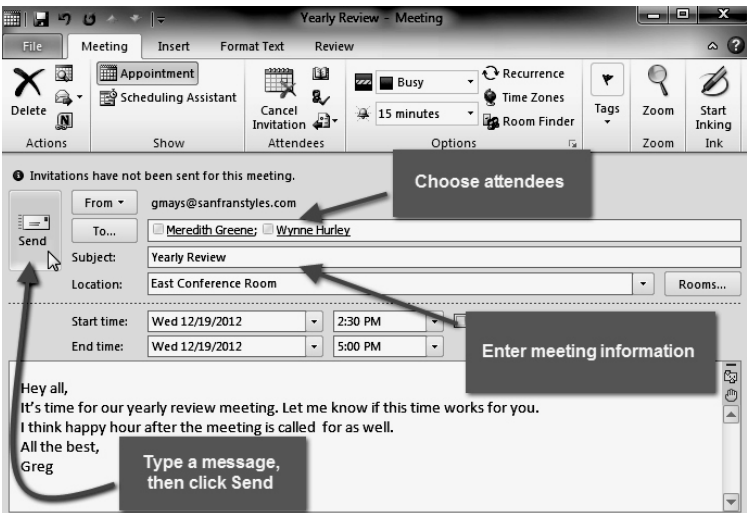 Yearly Review - Meeting
File Meeting Insert Format Text Review
Delete
Appointment
Scheduling Assistant
Cancel Invitation
Busy
15 minutes
Recurrence
Time Zones
Room Finder
Tags
Zoom
Start Inking
Actions Show Attendees Options Zoom Ink
Invitations have not been sent for this meeting.
Choose attendees
Send
From gmays@sanfranstyles.com
To... Meredith Greene; Wynne Hurley
Subject: Yearly Review
Location: East Conference Room Rooms...
Start time: Wed 12/19/2012 2:30 PM
End time: Wed 12/19/2012 5:00 PM
Enter meeting information
Hey all,
It's time for our yearly review meeting. Let me know if this time works for you.
I think happy hour after the meeting is called for as well.
All the best,
Greg
Type a message,
then click Send